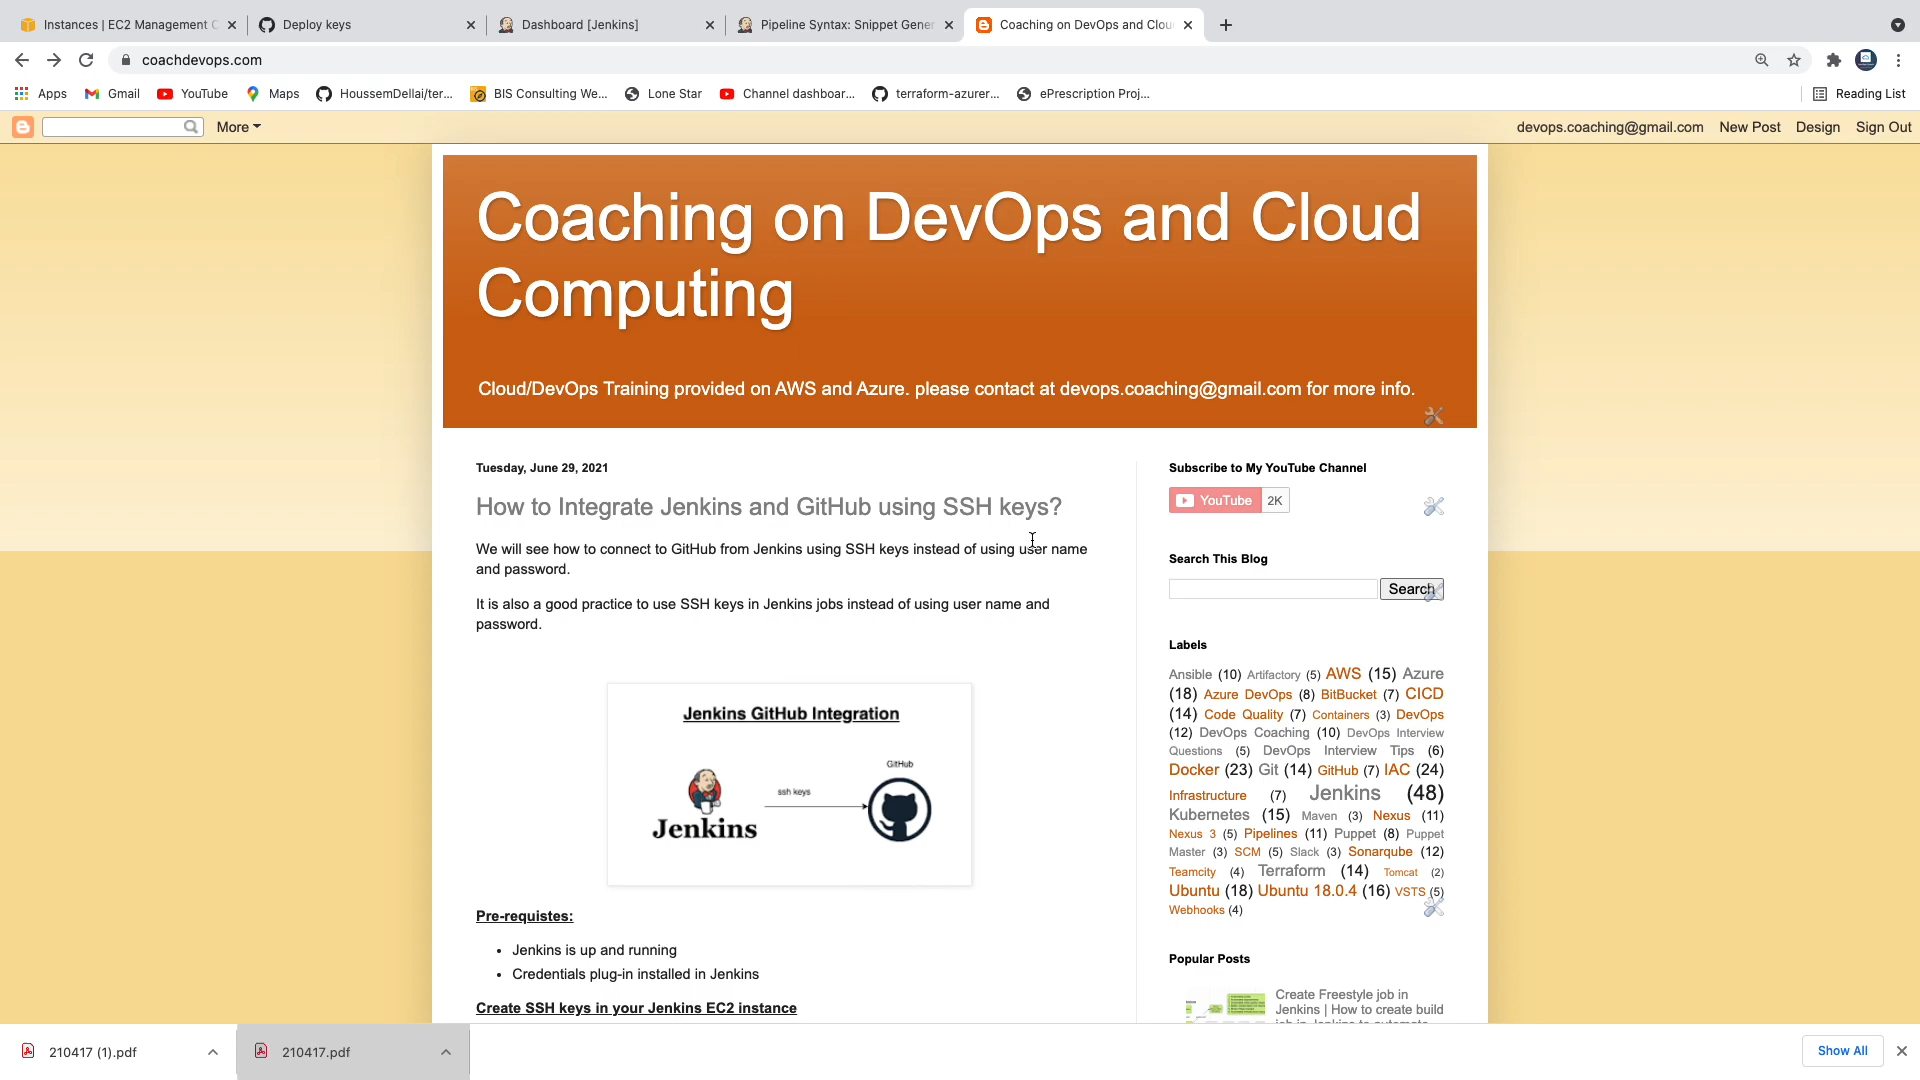 Instances | EC2 Management C
Deploy keys
Dashboard [Jenkins]
Pipeline Syntax: Snippet Gener
Coaching on DevOps and Clou
coachdevops.com
Apps
Gmail
YouTube
Maps
HoussemDellai/ter...
BIS Consulting We...
Lone Star
Channel dashboar...
terraform-azurer...
ePrescription Proj...
Reading List
More
devops.coaching@gmail.com
New Post
Design
Sign Out
Coaching on DevOps and Cloud
Computing
Cloud/DevOps Training provided on AWS and Azure. please contact at devops.coaching@gmail.com for more info.
Tuesday, June 29, 2021
How to Integrate Jenkins and GitHub using SSH keys?
We will see how to connect to GitHub from Jenkins using SSH keys instead of using user name
and password.
It is also a good practice to use SSH keys in Jenkins jobs instead of using user name and
password.
Jenkins GitHub Integration
GitHub
ssh keys
Jenkins
Pre-requistes:
• Jenkins is up and running
• Credentials plug-in installed in Jenkins
Create SSH keys in your Jenkins EC2 instance
Subscribe to My YouTube Channel
YouTube 2K
Search This Blog
Search
Labels
Ansible (10) Artifactory (5) AWS (15) Azure
(18) Azure DevOps (8) BitBucket (7) CICD
(14) Code Quality (7) Containers (3) DevOps
(12) DevOps Coaching (10) DevOps Interview
Questions (5) DevOps Interview Tips (6)
Docker (23) Git (14) GitHub (7) IAC (24)
Infrastructure (7) Jenkins (48)
Kubernetes (15) Maven (3) Nexus (11)
Nexus 3 (5) Pipelines (11) Puppet (8) Puppet
Master (3) SCM (5) Slack (3) Sonarqube (12)
Teamcity (4) Terraform (14) Tomcat (2)
Ubuntu (18) Ubuntu 18.0.4 (16) VSTS (5)
Webhooks (4)
Popular Posts
Create Freestyle job in
Jenkins | How to create build
210417 (1).pdf
210417.pdf
Show All